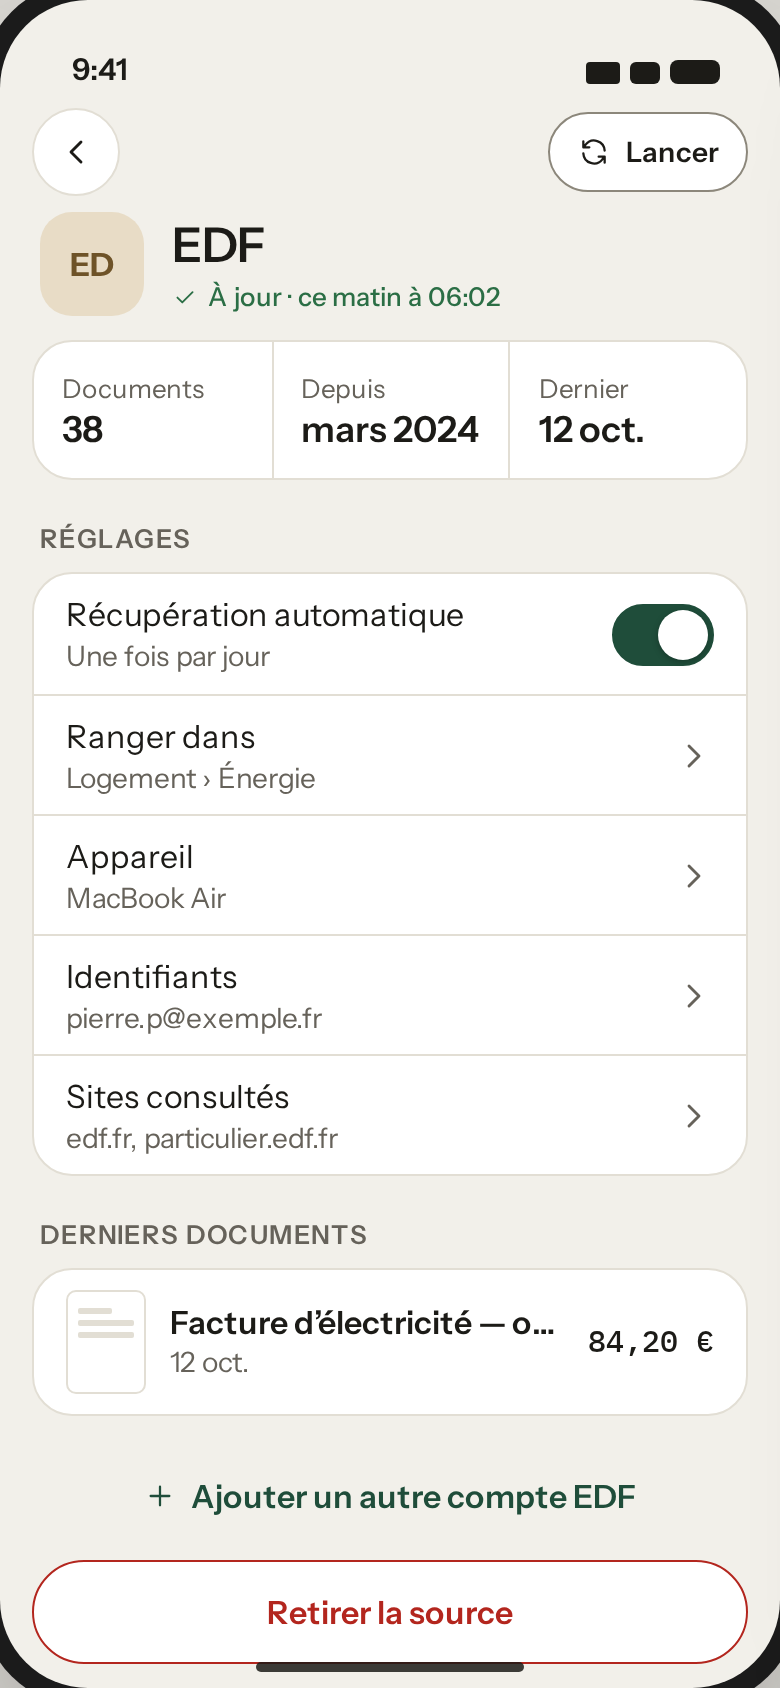 9:41
Lancer
ED
EDF
À jour · ce matin à 06:02
Documents
38
Depuis
mars 2024
Dernier
12 oct.
RÉGLAGES
Récupération automatique
Une fois par jour
Ranger dans
Logement › Énergie
Appareil
MacBook Air
Identifiants
pierre.p@exemple.fr
Sites consultés
edf.fr, particulier.edf.fr
DERNIERS DOCUMENTS
Facture d’électricité — o...
84,20 €
12 oct.
+ Ajouter un autre compte EDF
Retirer la source